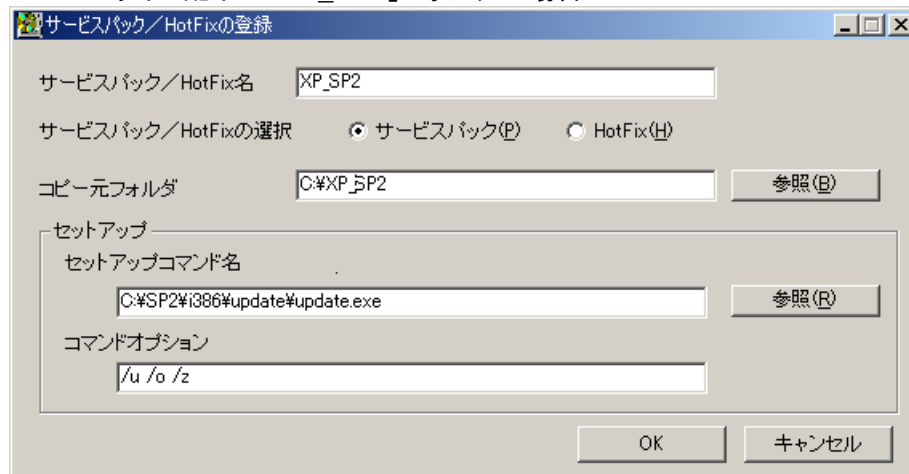 サービスパック／HotFixの登録
サービスパック／HotFix名 XP_SP2
サービスパック／HotFixの選択 サービスパック(P) HotFix(H)
コピー元フォルダ C:¥XP_SP2 参照(B)
セットアップ
セットアップコマンド名
C:¥SP2¥i386¥update¥update.exe 参照(R)
コマンドオプション
/u /o /z
OK キャンセル